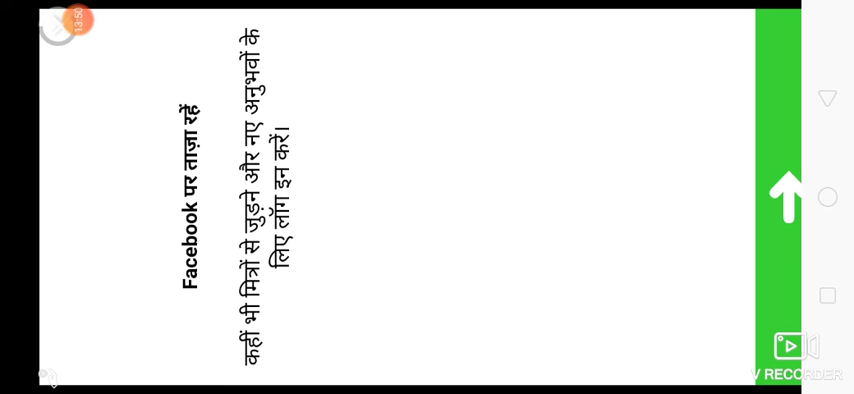 13:50
Facebook पर ताज़ा रहें
कहीं भी मित्रों से जुड़ने और नए अनुभवों के
लिए लॉग इन करें।
V RECORDER